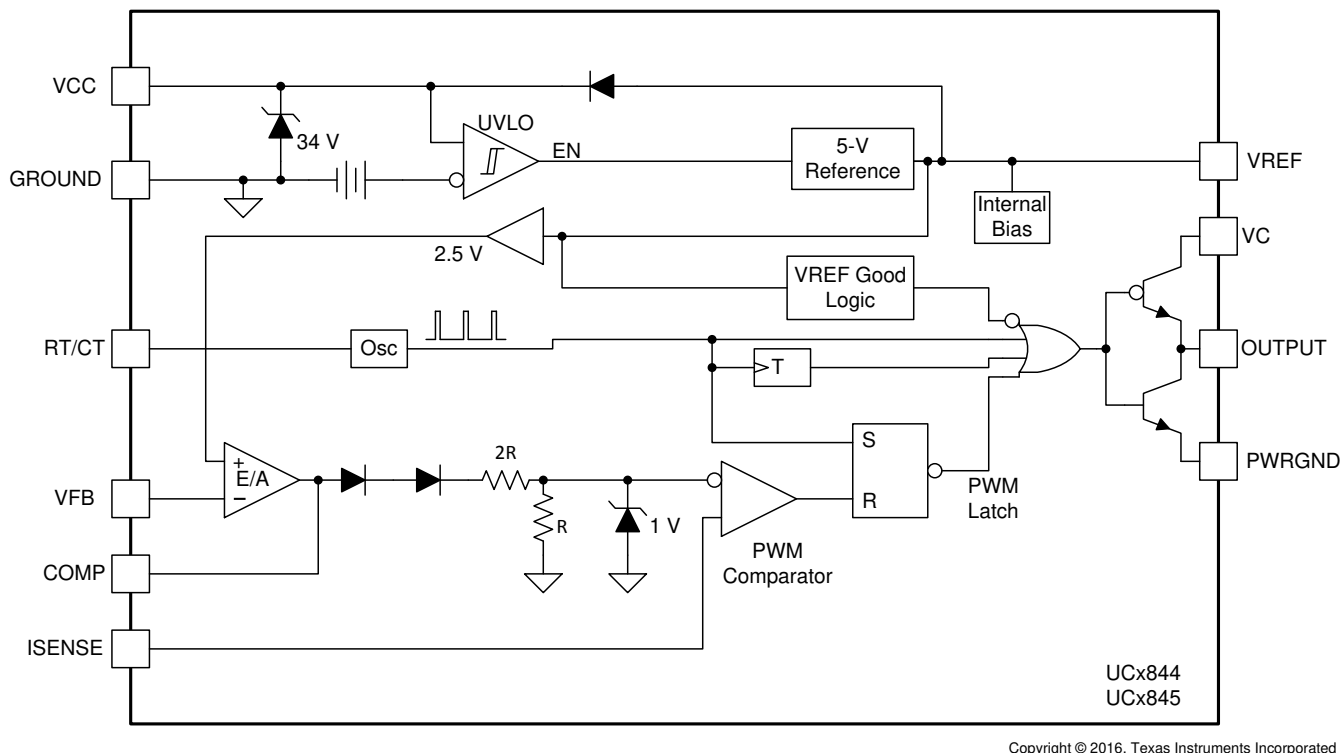 VCC
UVLO
34 V
EN
5-V
Reference
GROUND
VREF
Internal
Bias
VC
2.5 V
VREF Good
Logic
RT/CT
Osc
T
OUTPUT
2R
S
+
E/A
−
PWRGND
VFB
R
1 V
R
PWM
Latch
PWM
Comparator
COMP
ISENSE
UCx844
UCx845
Copyright © 2016, Texas Instruments Incorporated